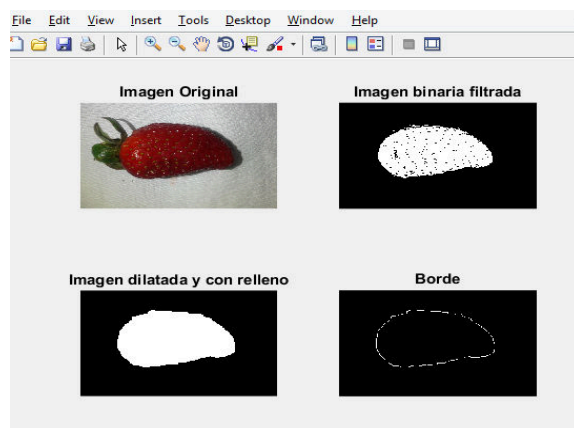 File Edit View Insert Tools Desktop Window Help
Imagen Original
Imagen binaria filtrada
Imagen dilatada y con relleno
Borde